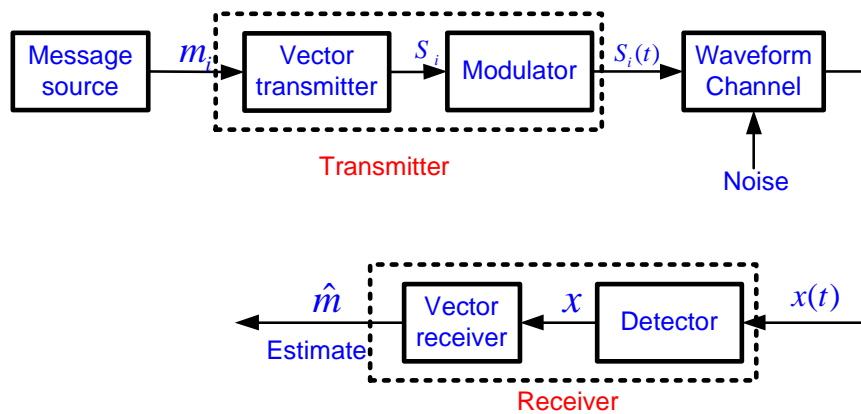 Message source
m_i
Vector transmitter
S_i
Modulator
S_i(t)
Waveform Channel
Transmitter
Noise
m̂
Estimate
Vector receiver
x
Detector
x(t)
Receiver